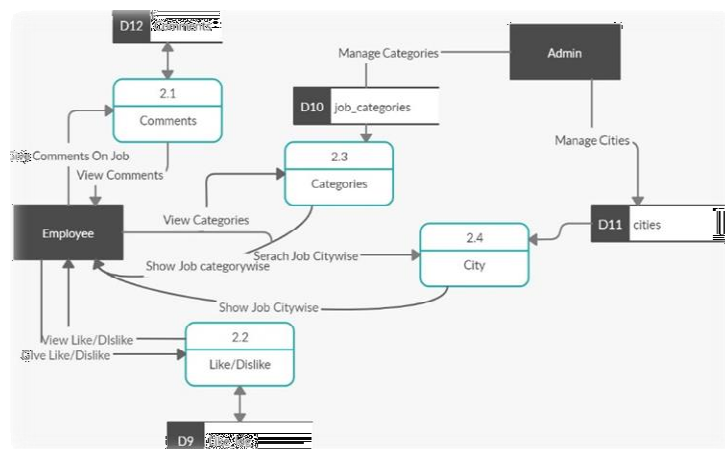 D12
Admin
Manage Categories
2.1
D10 job_categories
Comments
2.3
Manage Cities
Comments On Job
View Comments
Categories
View Categories
D11 cities
Employee
2.4
Serach Job Citywise
City
Show Job categorywise
Show Job Citywise
2.2
View Like/DIslike
Like/Dislike
Like/Dislike
D9